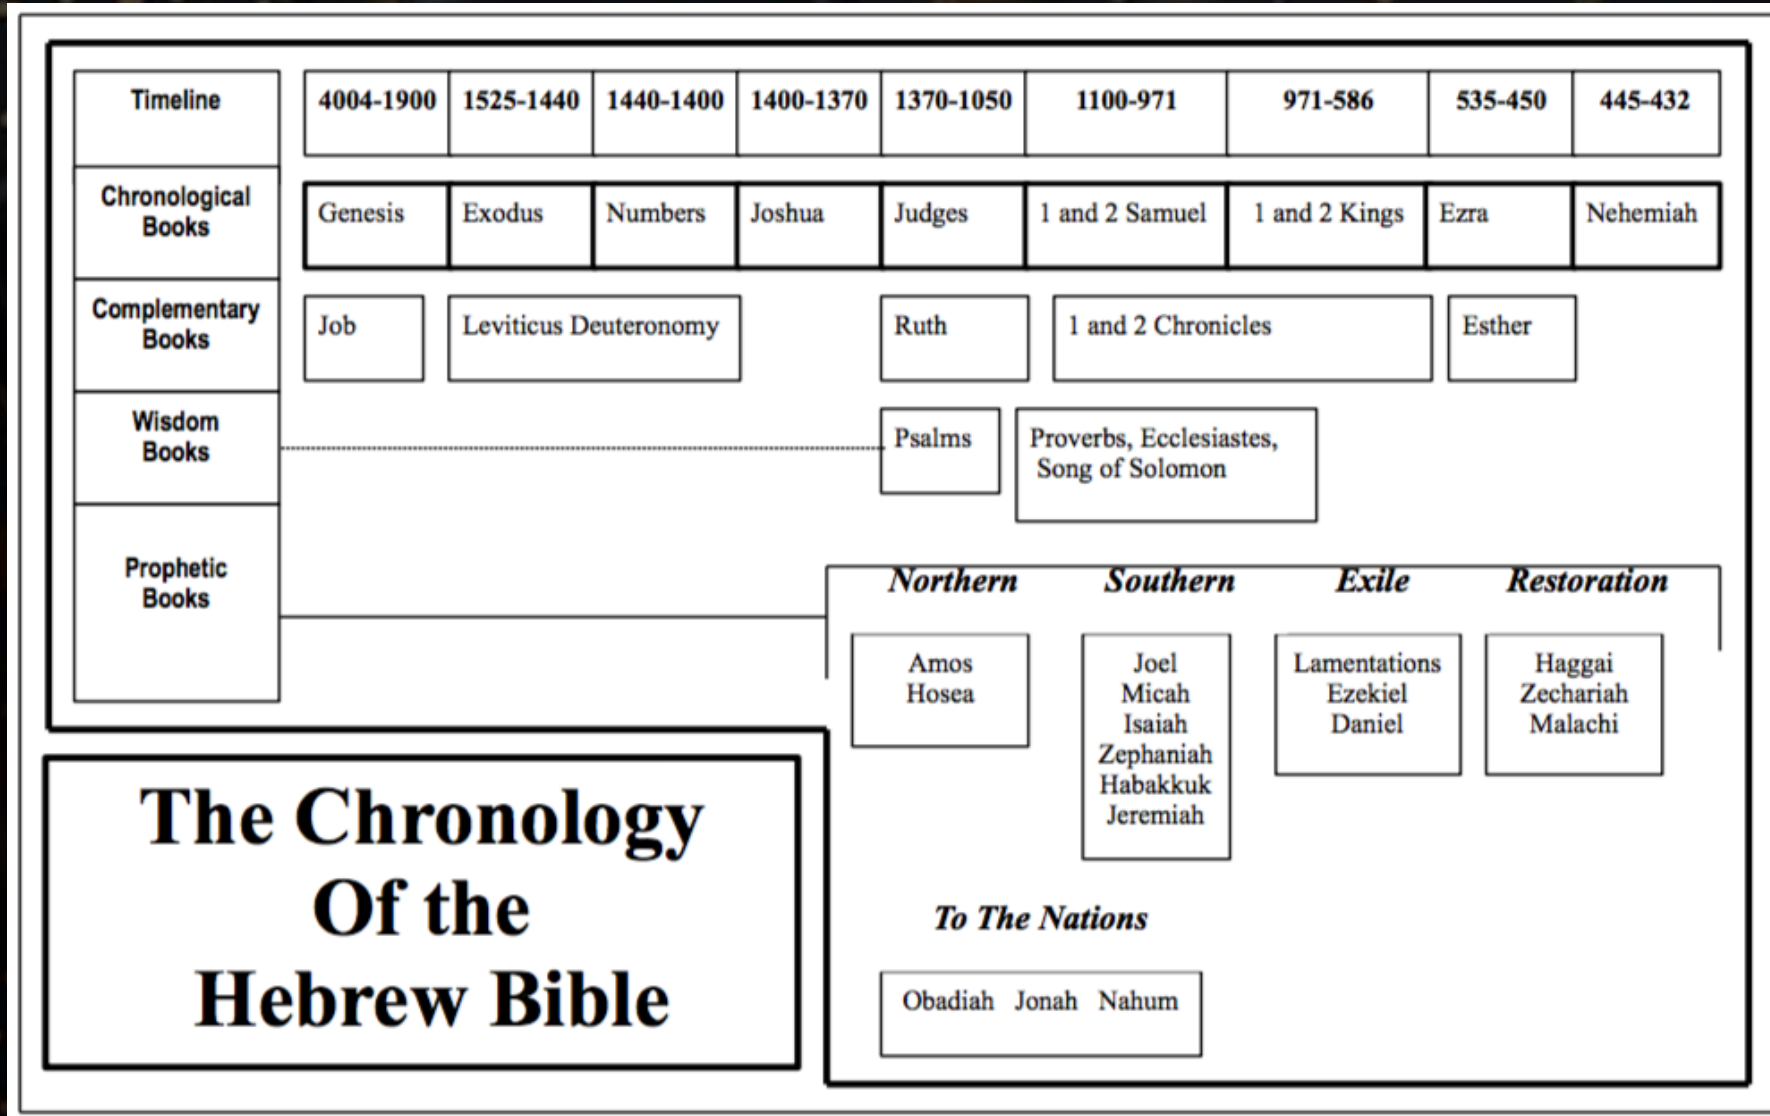 Timeline 4004-1900 1525-1440 1440-1400 1400-1370 1370-1050 1100-971 971-586 535-450 445-432
Chronological
Books
Genesis Exodus Numbers Joshua Judges 1 and 2 Samuel 1 and 2 Kings Ezra Nehemiah
Complementary
Books
Job Leviticus Deuteronomy Ruth 1 and 2 Chronicles Esther
Wisdom
Books
Psalms
Proverbs, Ecclesiastes,
Song of Solomon
Prophetic
Books
Northern Southern Exile Restoration
Amos
Hosea
Joel
Micah
Isaiah
Zephaniah
Habakkuk
Jeremiah
Lamentations
Ezekiel
Daniel
Haggai
Zechariah
Malachi
To The Nations
Obadiah Jonah Nahum
The Chronology
Of the
Hebrew Bible